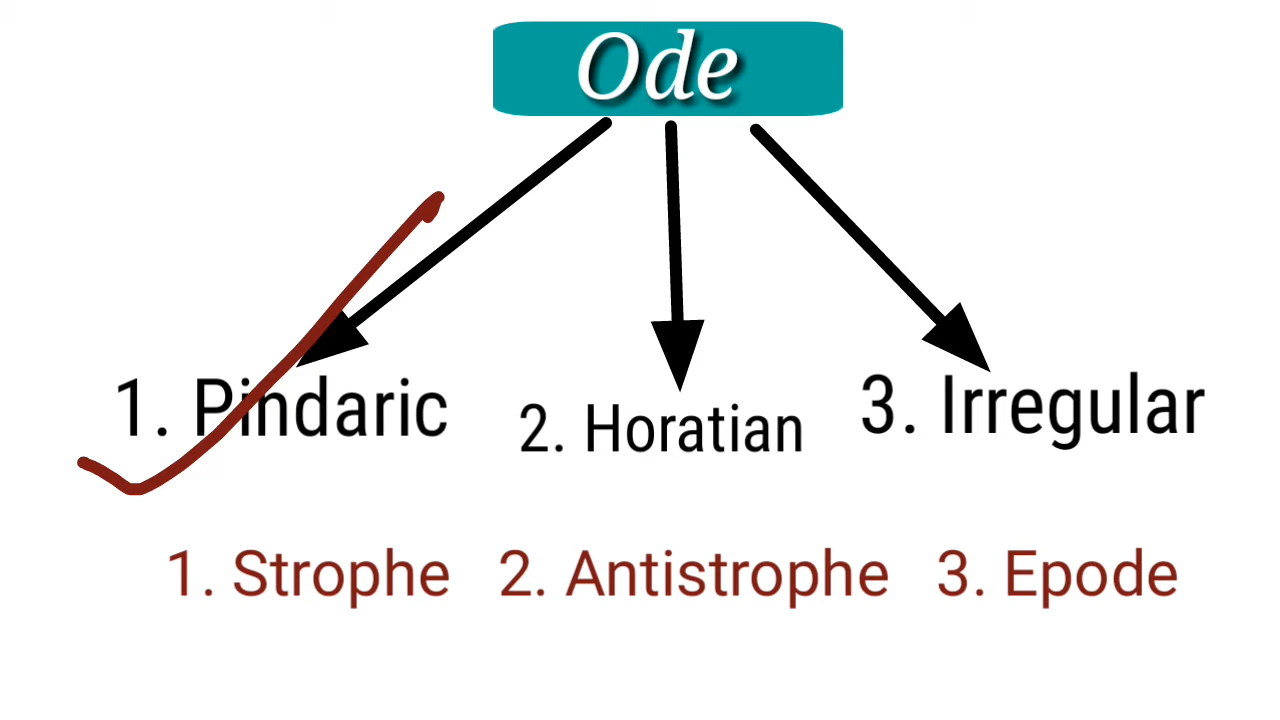 Ode
1. Pindaric 2. Horatian 3. Irregular
1. Strophe 2. Antistrophe 3. Epode